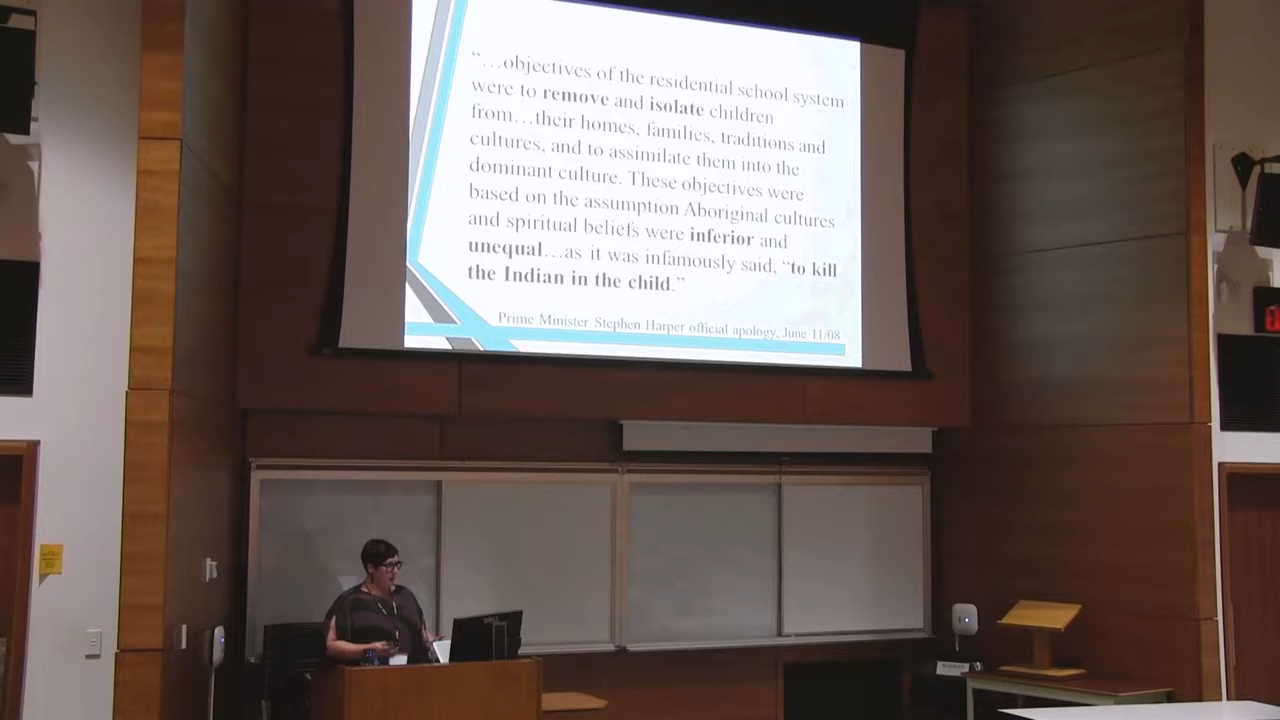 “…objectives of the residential school system
were to remove and isolate children
from…their homes, families, traditions and
cultures, and to assimilate them into the
dominant culture. These objectives were
based on the assumption Aboriginal cultures
and spiritual beliefs were inferior and
unequal…as it was infamously said, “to kill
the Indian in the child.”
Prime Minister Stephen Harper official apology, June 11/08